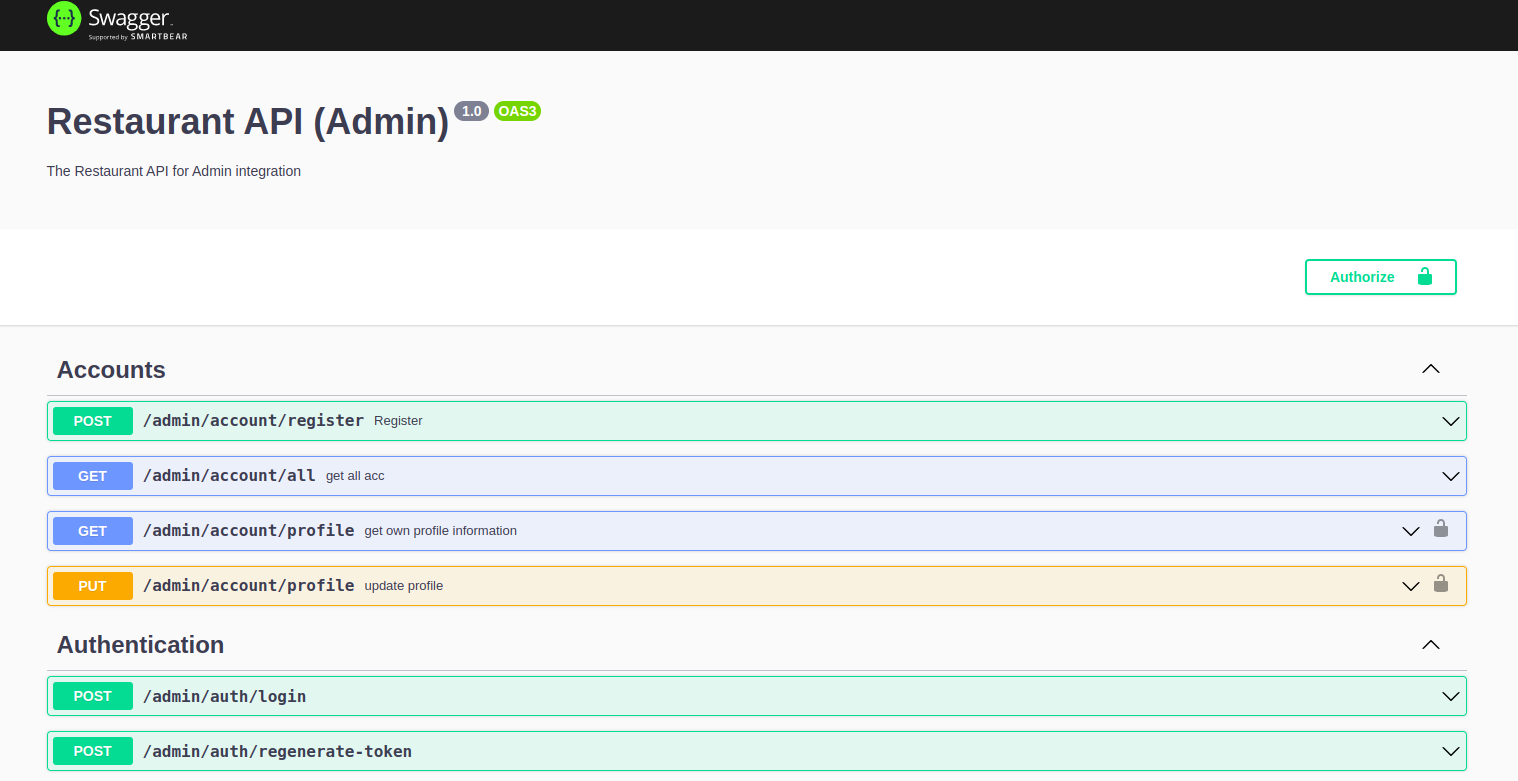 {···} Swagger™
Supported by SMARTBEAR
Restaurant API (Admin) 1.0 OAS3
The Restaurant API for Admin integration
Authorize
Accounts
POST /admin/account/register Register
GET /admin/account/all get all acc
GET /admin/account/profile get own profile information
PUT /admin/account/profile update profile
Authentication
POST /admin/auth/login
POST /admin/auth/regenerate-token